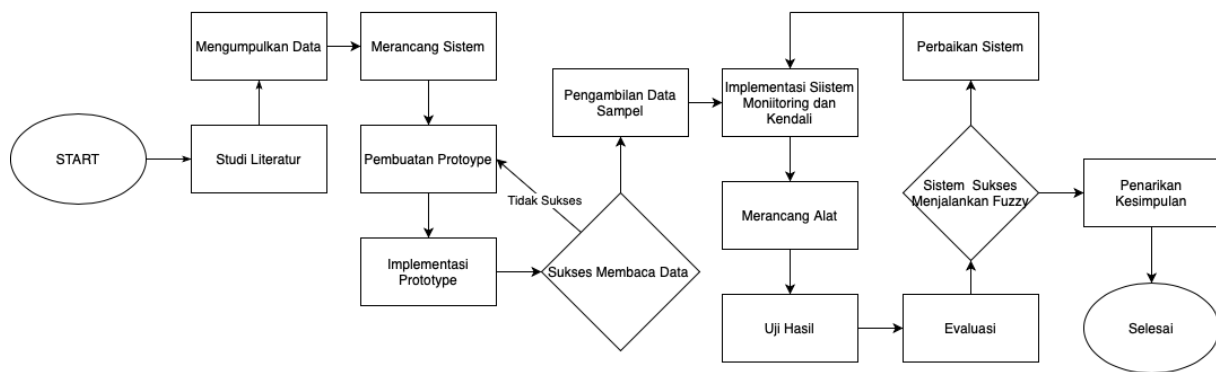 START
Studi Literatur
Mengumpulkan Data
Merancang Sistem
Pembuatan Protoype
Implementasi
Prototype
Sukses Membaca Data
Tidak Sukses
Pengambilan Data
Sampel
Implementasi Siistem
Moniitoring dan
Kendali
Merancang Alat
Uji Hasil
Evaluasi
Sistem Sukses
Menjalankan Fuzzy
Perbaikan Sistem
Penarikan
Kesimpulan
Selesai